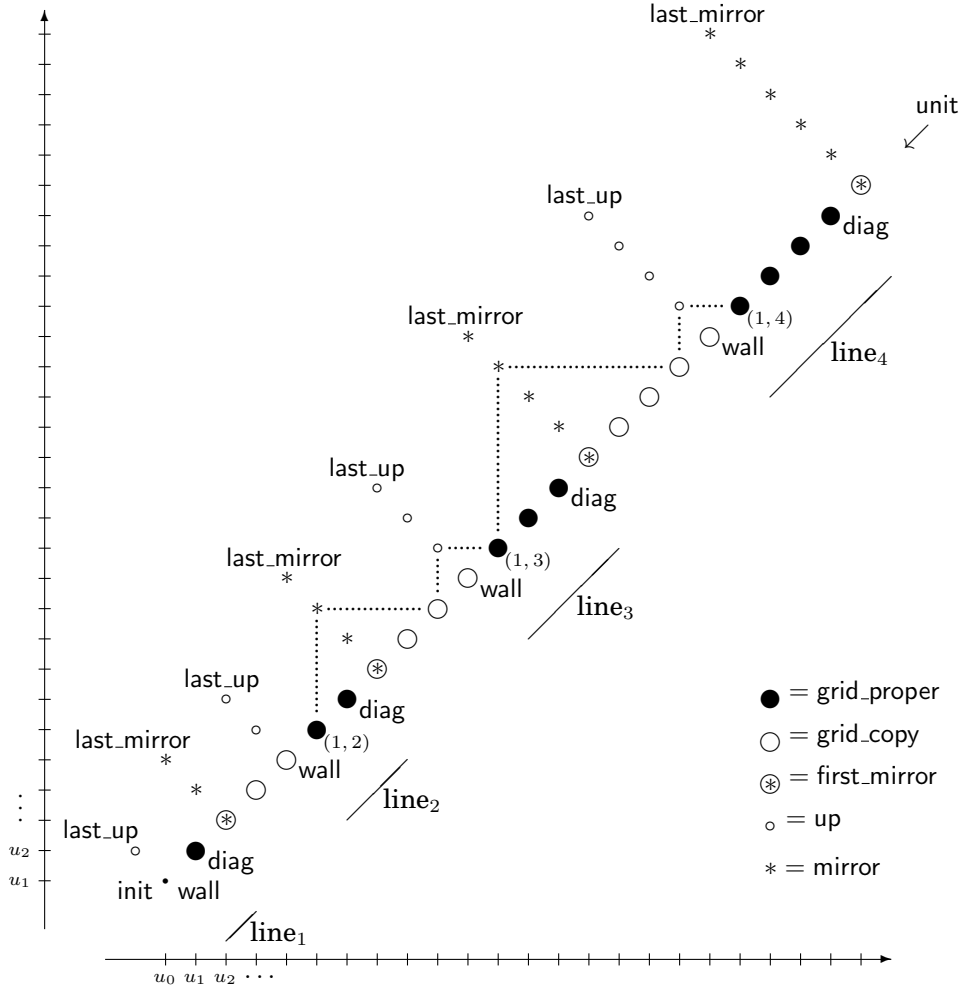 last_mirror
unit
last_up
diag
last_mirror
(1, 4)
wall
line4
last_up
diag
last_mirror
(1, 3)
wall
line3
last_up
diag
= grid_proper
last_mirror
(1, 2)
= grid_copy
wall
= first_mirror
line2
⋮
last_up
= up
u2
diag
= mirror
u1
init wall
line1
u0 u1 u2 ···